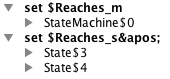 set $Reaches_m
StateMachine$0
set $Reaches_s&apos;
State$3
State$4